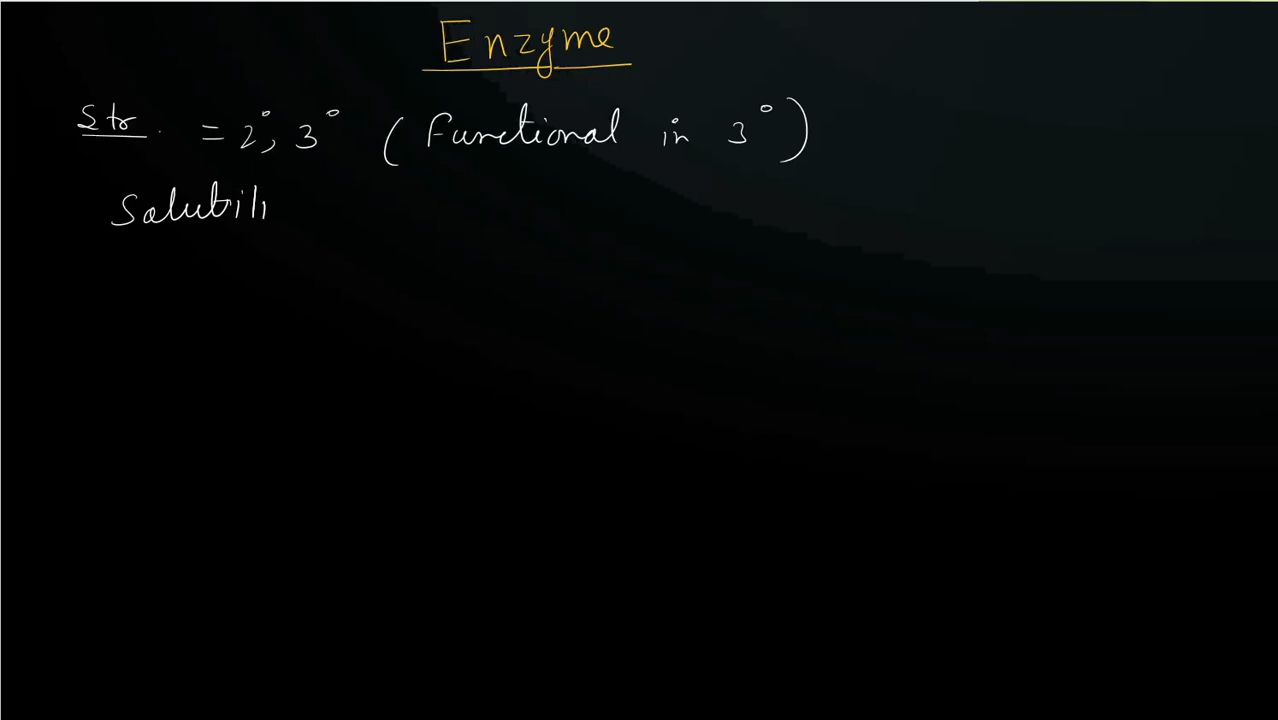 Enzyme
Str. = 2°, 3° (Functional in 3°)
Solubili